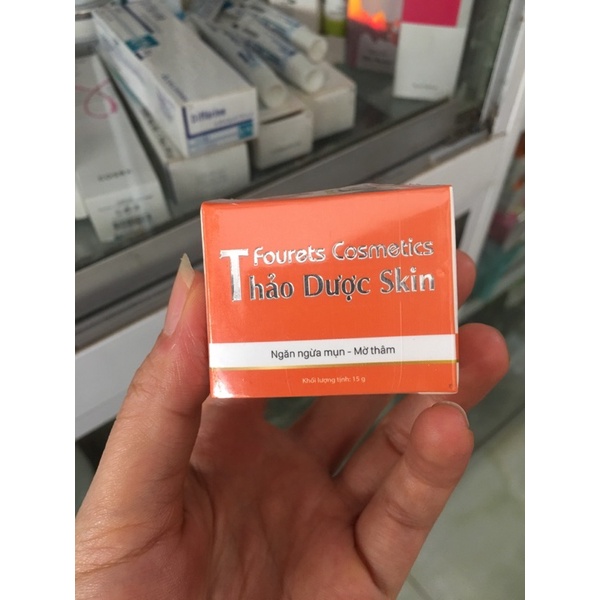 Fourets Cosmetics
Thảo Dược Skin
Ngăn ngừa mụn - Mờ thâm
Khối lượng tịnh: 15 g